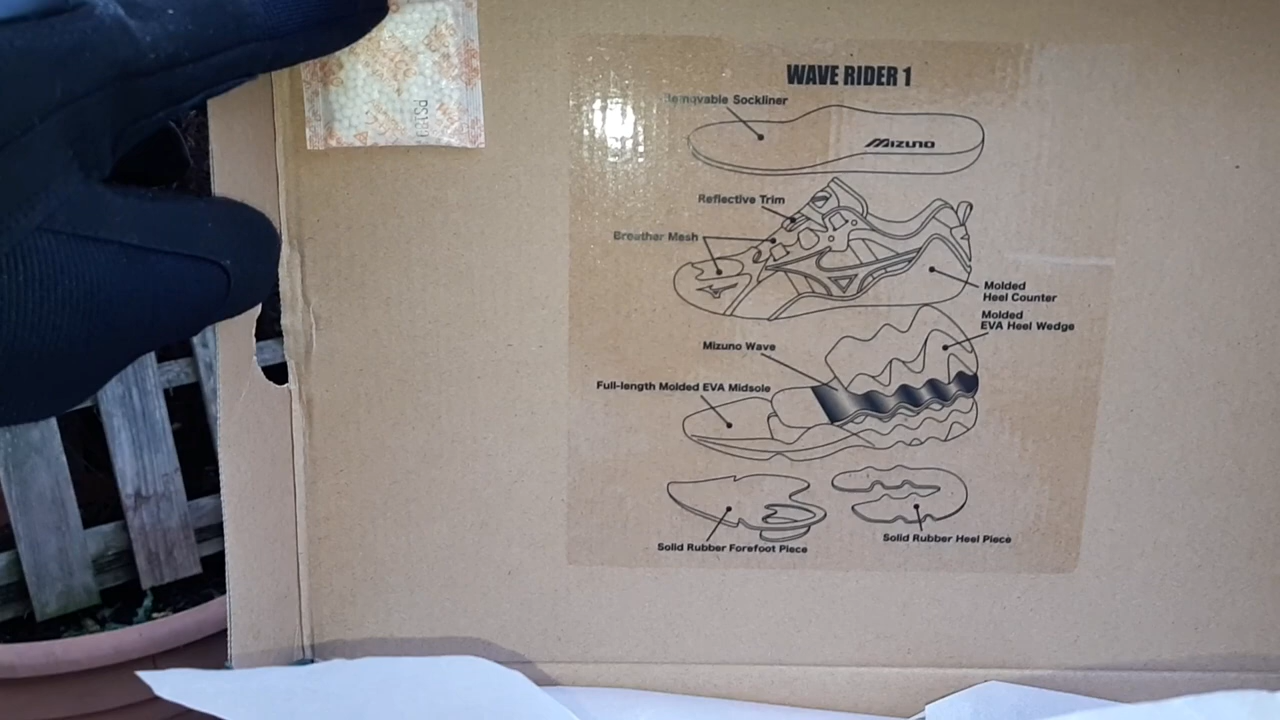 WAVE RIDER 1
Removable Sockliner
MIZUNO
Reflective Trim
Breather Mesh
Molded
Heel Counter
Molded
EVA Heel Wedge
Mizuno Wave
Full-length Molded EVA Midsole
Solid Rubber Forefoot Piece
Solid Rubber Heel Piece